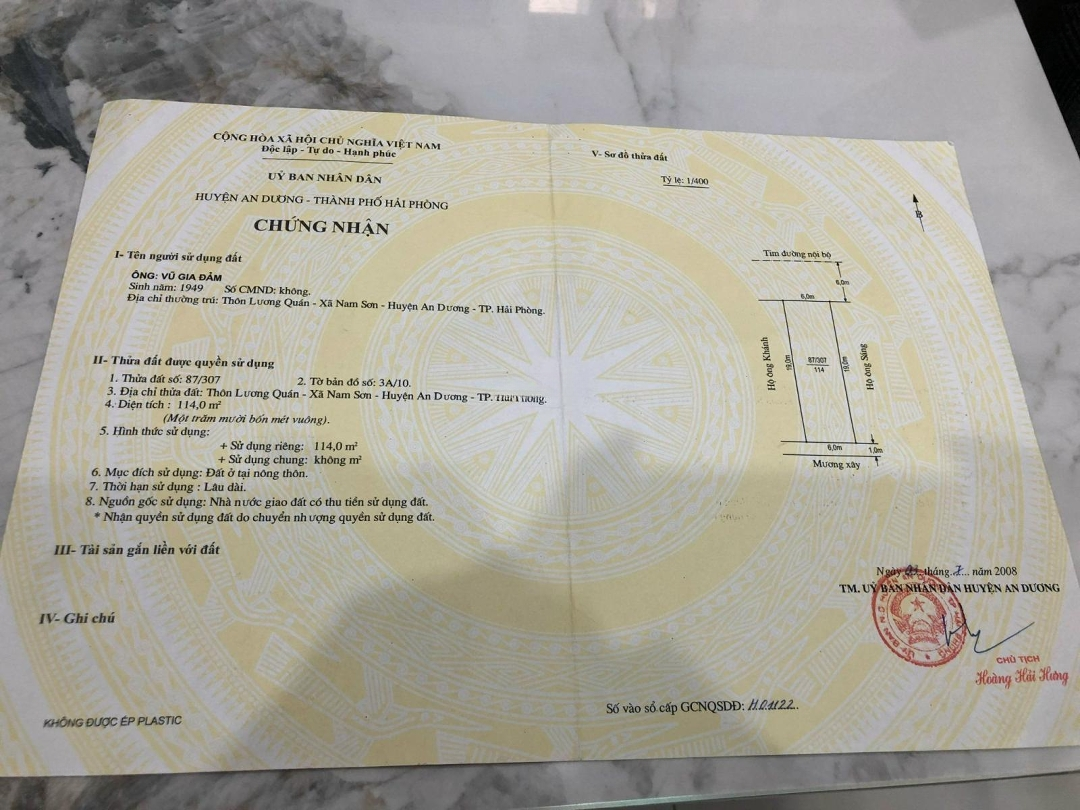 CỘNG HÒA XÃ HỘI CHỦ NGHĨA VIỆT NAM
Độc lập - Tự do - Hạnh phúc
UỶ BAN NHÂN DÂN
HUYỆN AN DƯƠNG - THÀNH PHỐ HẢI PHÒNG
CHỨNG NHẬN
I- Tên người sử dụng đất
ÔNG: VŨ GIA ĐẢM
Sinh năm: 1949 Số CMND: không.
Địa chỉ thường trú: Thôn Lương Quán - Xã Nam Sơn - Huyện An Dương - TP. Hải Phòng.
II- Thửa đất được quyền sử dụng
1. Thửa đất số: 87/307 2. Tờ bản đồ số: 3A/10.
3. Địa chỉ thửa đất: Thôn Lương Quán - Xã Nam Sơn - Huyện An Dương - TP. Hải Phòng.
4. Diện tích : 114,0 m²
(Một trăm mười bốn mét vuông).
5. Hình thức sử dụng:
+ Sử dụng riêng: 114,0 m²
+ Sử dụng chung: không m²
6. Mục đích sử dụng: Đất ở tại nông thôn.
7. Thời hạn sử dụng : Lâu dài.
8. Nguồn gốc sử dụng: Nhà nước giao đất có thu tiền sử dụng đất.
* Nhận quyền sử dụng đất do chuyển nhượng quyền sử dụng đất.
III- Tài sản gắn liền với đất
IV- Ghi chú
KHÔNG ĐƯỢC ÉP PLASTIC
V- Sơ đồ thửa đất
Tỷ lệ: 1/400
B
Tim đường nội bộ
6,0m
6,0m
Hộ ông Khánh
19,0m
87/307
114
19,0m
Hộ ông Sáng
6,0m
1,0m
Mương xây
Ngày tháng 7 năm 2008
TM. UỶ BAN NHÂN DÂN HUYỆN AN DƯƠNG
CHỦ TỊCH
Hoàng Hải Hưng
Số vào sổ cấp GCNQSDĐ: H.01122.